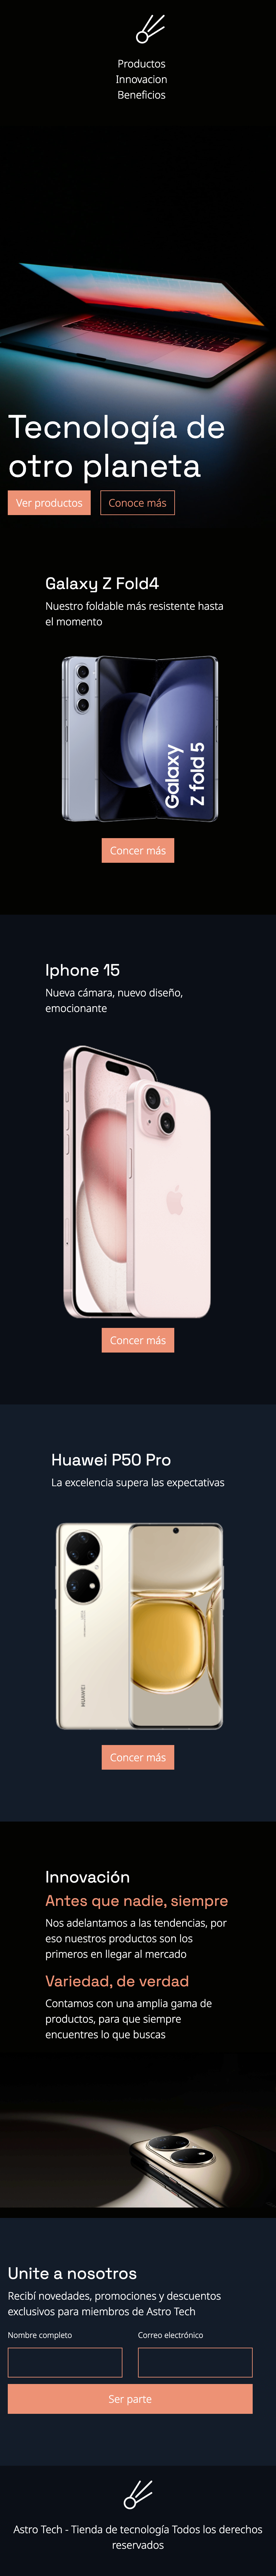 Productos
Innovacion
Beneficios
Tecnología de
otro planeta
Ver productos
Conoce más
Galaxy Z Fold4
Nuestro foldable más resistente hasta
el momento
Galaxy
Z fold 5
Concer más
Iphone 15
Nueva cámara, nuevo diseño,
emocionante
Concer más
Huawei P50 Pro
La excelencia supera las expectativas
HUAWEI
Concer más
Innovación
Antes que nadie, siempre
Nos adelantamos a las tendencias, por
eso nuestros productos son los
primeros en llegar al mercado
Variedad, de verdad
Contamos con una amplia gama de
productos, para que siempre
encuentres lo que buscas
Unite a nosotros
Recibí novedades, promociones y descuentos
exclusivos para miembros de Astro Tech
Nombre completo
Correo electrónico
Ser parte
Astro Tech - Tienda de tecnología Todos los derechos
reservados